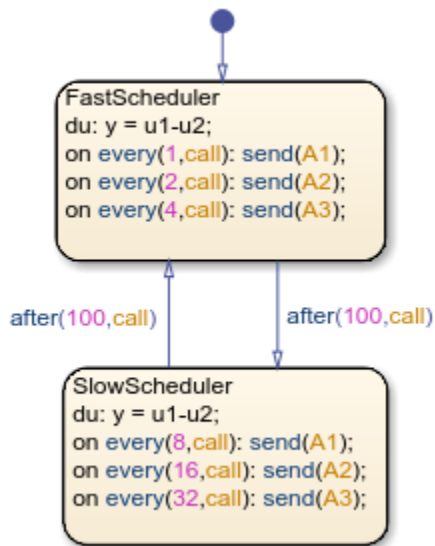 FastScheduler
du: y = u1-u2;
on every(1,call): send(A1);
on every(2,call): send(A2);
on every(4,call): send(A3);
after(100,call)
after(100,call)
SlowScheduler
du: y = u1-u2;
on every(8,call): send(A1);
on every(16,call): send(A2);
on every(32,call): send(A3);